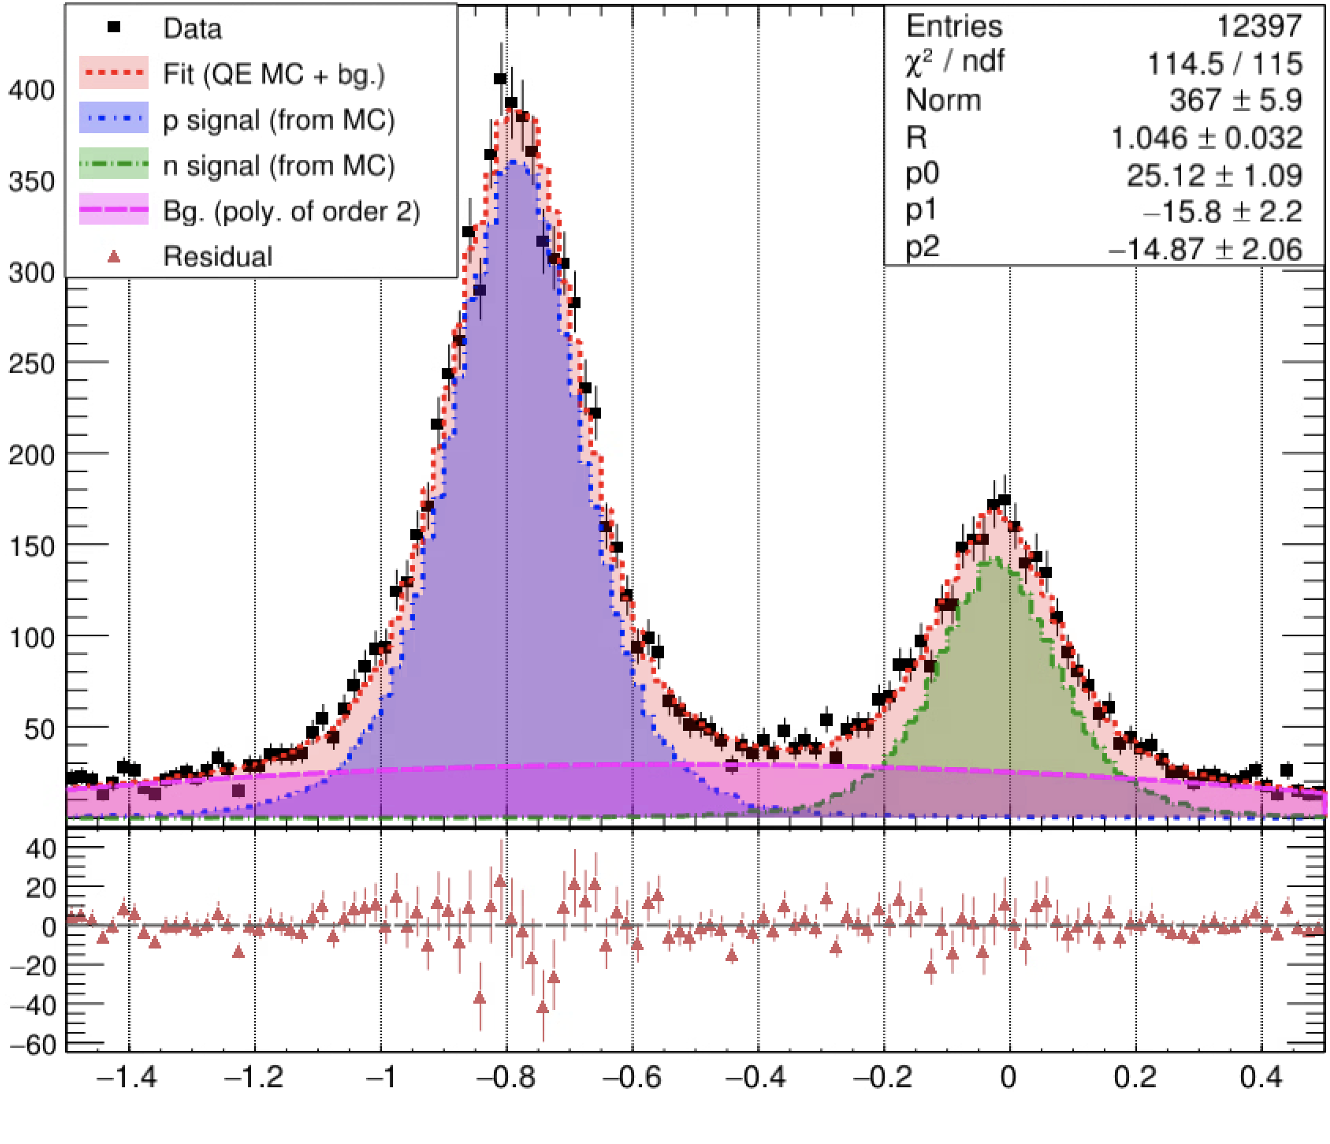 Data
Fit (QE MC + bg.)
p signal (from MC)
n signal (from MC)
Bg. (poly. of order 2)
Residual
Entries 12397
χ² / ndf 114.5 / 115
Norm 367 ± 5.9
R 1.046 ± 0.032
p0 25.12 ± 1.09
p1 −15.8 ± 2.2
p2 −14.87 ± 2.06
400
350
300
250
200
150
100
50
40
20
0
−20
−40
−60
−1.4 −1.2 −1 −0.8 −0.6 −0.4 −0.2 0 0.2 0.4